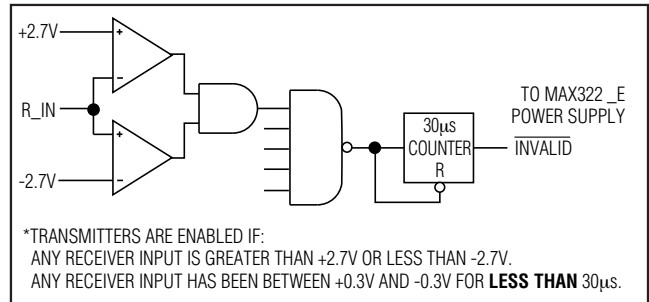 +2.7V
+
-
R_IN
+
-
-2.7V
30µs
COUNTER
R
TO MAX322 _E
POWER SUPPLY
INVALID
*TRANSMITTERS ARE ENABLED IF:
ANY RECEIVER INPUT IS GREATER THAN +2.7V OR LESS THAN -2.7V.
ANY RECEIVER INPUT HAS BEEN BETWEEN +0.3V AND -0.3V FOR LESS THAN 30µs.